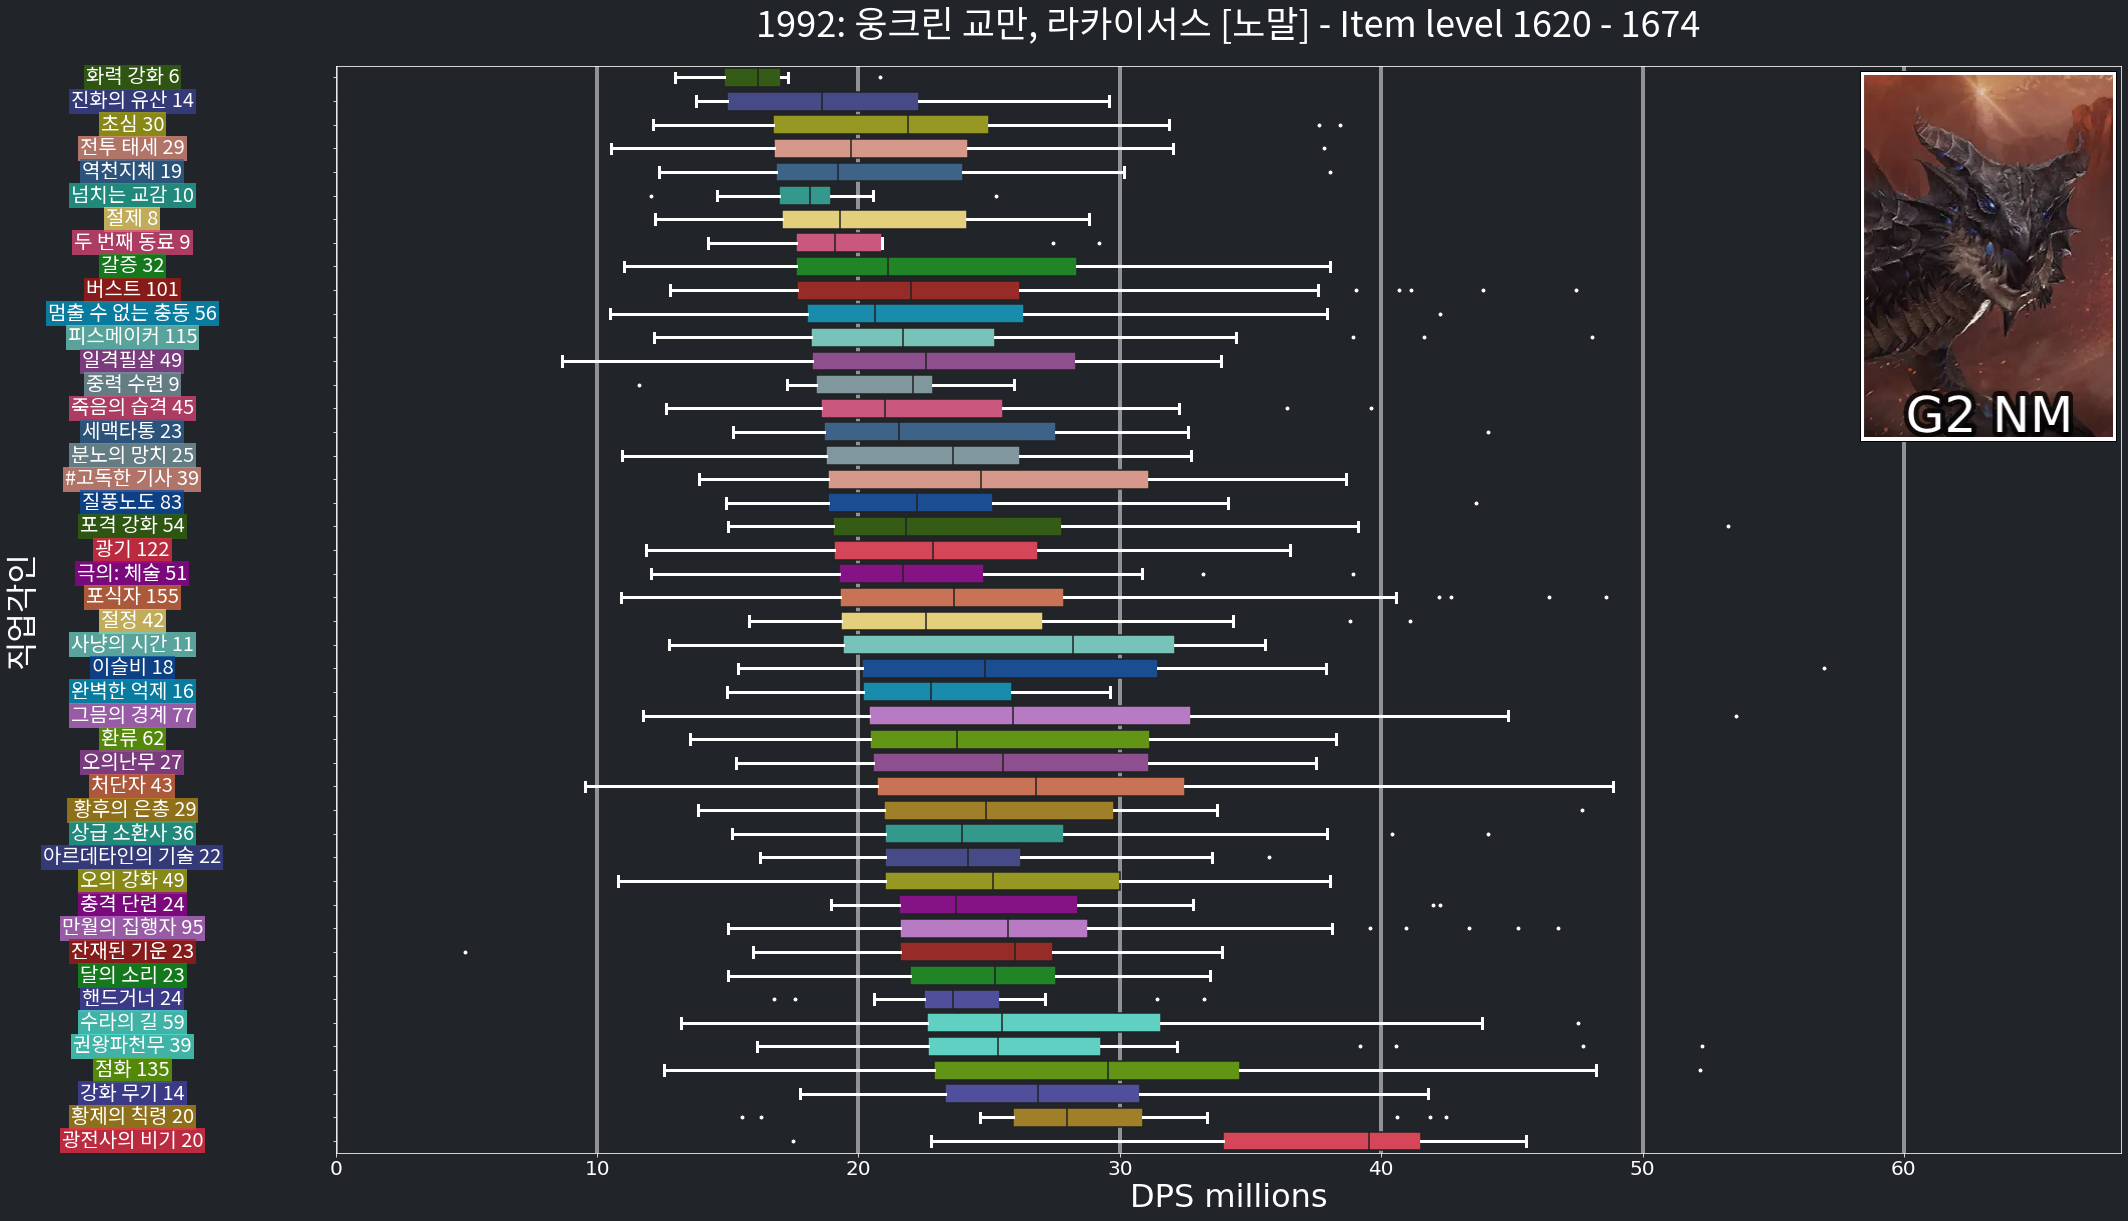 1992: 웅크린 교만, 라카이서스 [노말] - Item level 1620 - 1674
화력 강화 6
진화의 유산 14
초심 30
전투 태세 29
역천지체 19
넘치는 교감 10
절제 8
두 번째 동료 9
갈증 32
버스트 101
멈출 수 없는 충동 56
피스메이커 115
일격필살 49
중력 수련 9
죽음의 습격 45
세맥타통 23
분노의 망치 25
#고독한 기사 39
질풍노도 83
포격 강화 54
광기 122
극의: 체술 51
포식자 155
절정 42
사냥의 시간 11
이슬비 18
완벽한 억제 16
그믐의 경계 77
환류 62
오의난무 27
처단자 43
황후의 은총 29
상급 소환사 36
아르데타인의 기술 22
오의 강화 49
충격 단련 24
만월의 집행자 95
잔재된 기운 23
달의 소리 23
핸드거너 24
수라의 길 59
권왕파천무 39
점화 135
강화 무기 14
황제의 칙령 20
광전사의 비기 20
직업각인
G2 NM
0 10 20 30 40 50 60
DPS millions